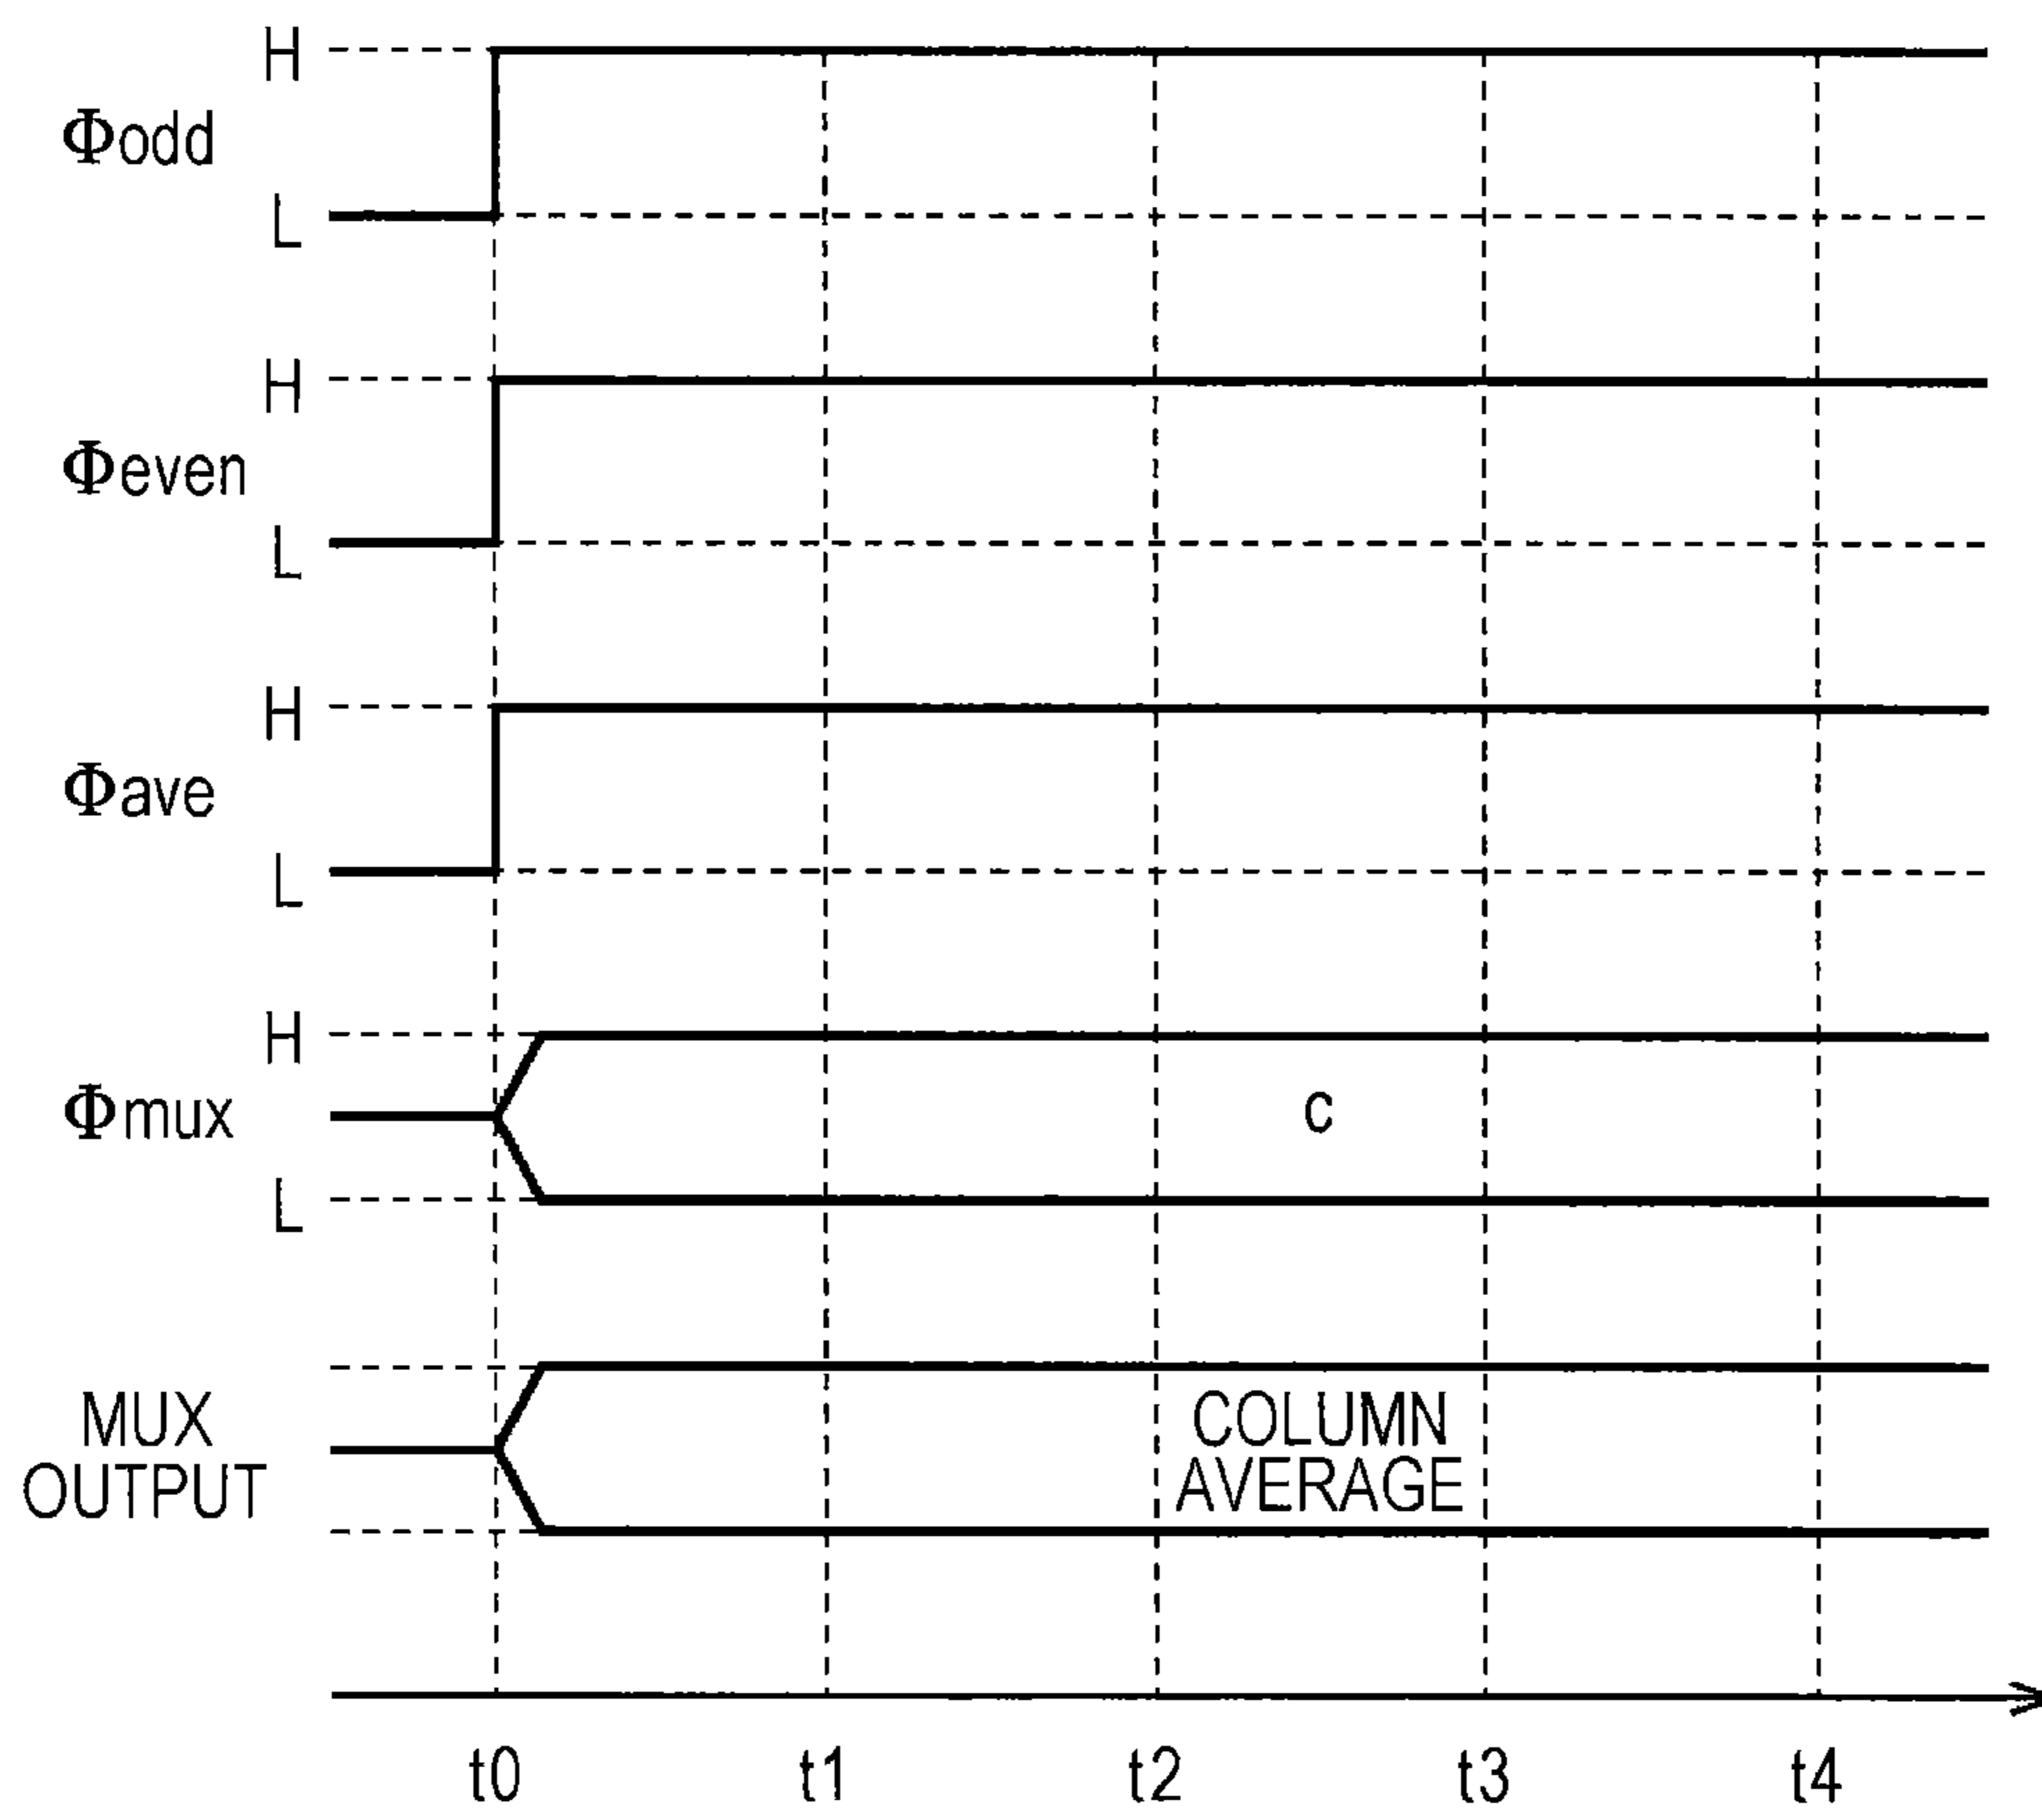 H
Φodd
L
H
Φeven
L
H
Φave
L
H
Φmux
c
L
MUX
OUTPUT
COLUMN
AVERAGE
t0 t1 t2 t3 t4